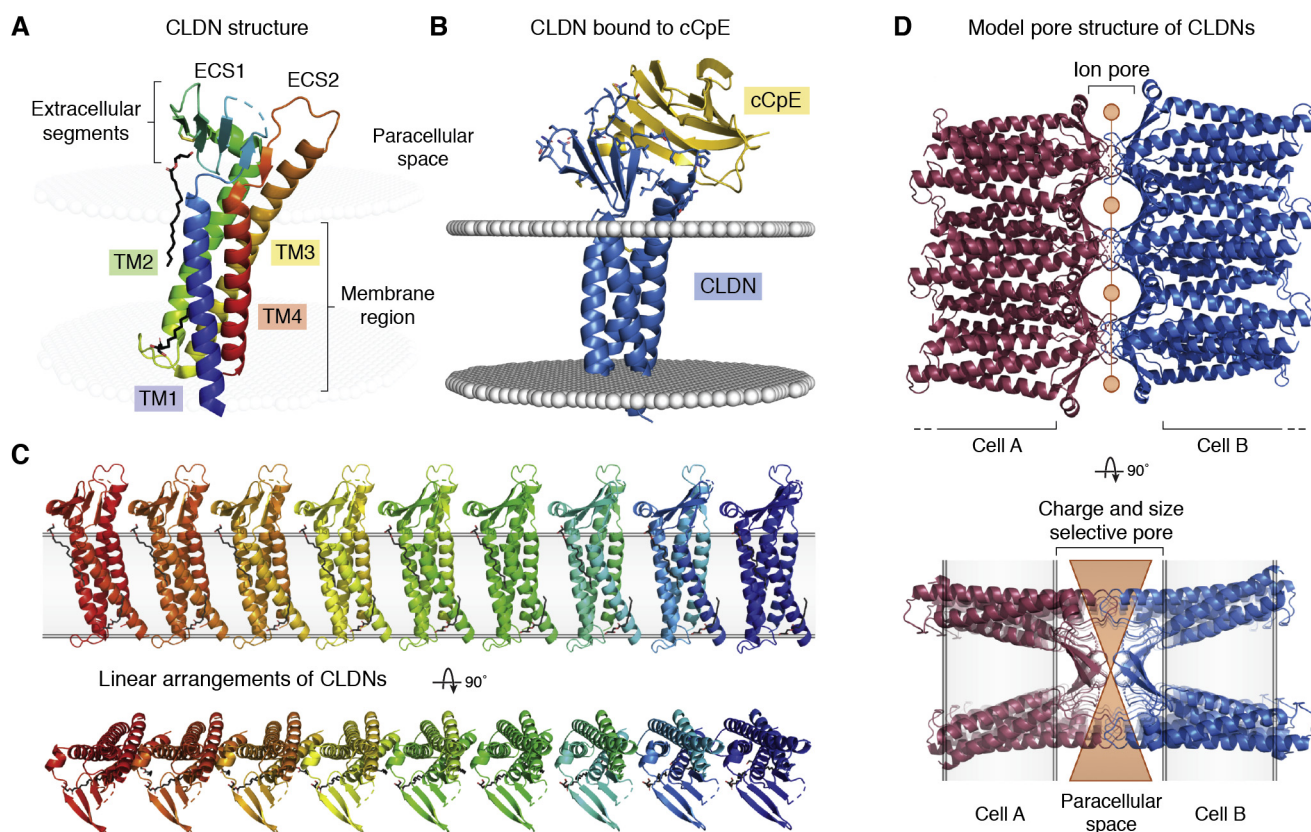 A
CLDN structure
ECS1
ECS2
Extracellular
segments
TM2
TM3
TM4
Membrane
region
TM1
B
CLDN bound to cCpE
cCpE
Paracellular
space
CLDN
C
Linear arrangements of CLDNs
90°
D
Model pore structure of CLDNs
Ion pore
Cell A
Cell B
90°
Charge and size
selective pore
Cell A
Paracellular
space
Cell B